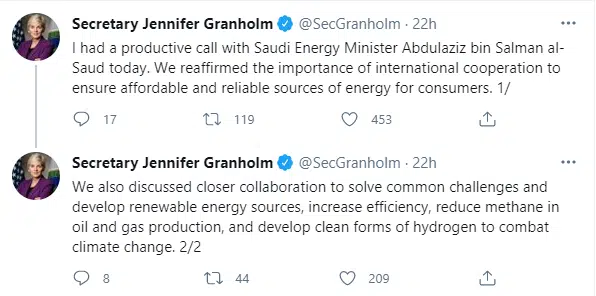 Secretary Jennifer Granholm @SecGranholm · 22h
I had a productive call with Saudi Energy Minister Abdulaziz bin Salman al-
Saud today. We reaffirmed the importance of international cooperation to
ensure affordable and reliable sources of energy for consumers. 1/
17 119 453
Secretary Jennifer Granholm @SecGranholm · 22h
We also discussed closer collaboration to solve common challenges and
develop renewable energy sources, increase efficiency, reduce methane in
oil and gas production, and develop clean forms of hydrogen to combat
climate change. 2/2
8 44 209